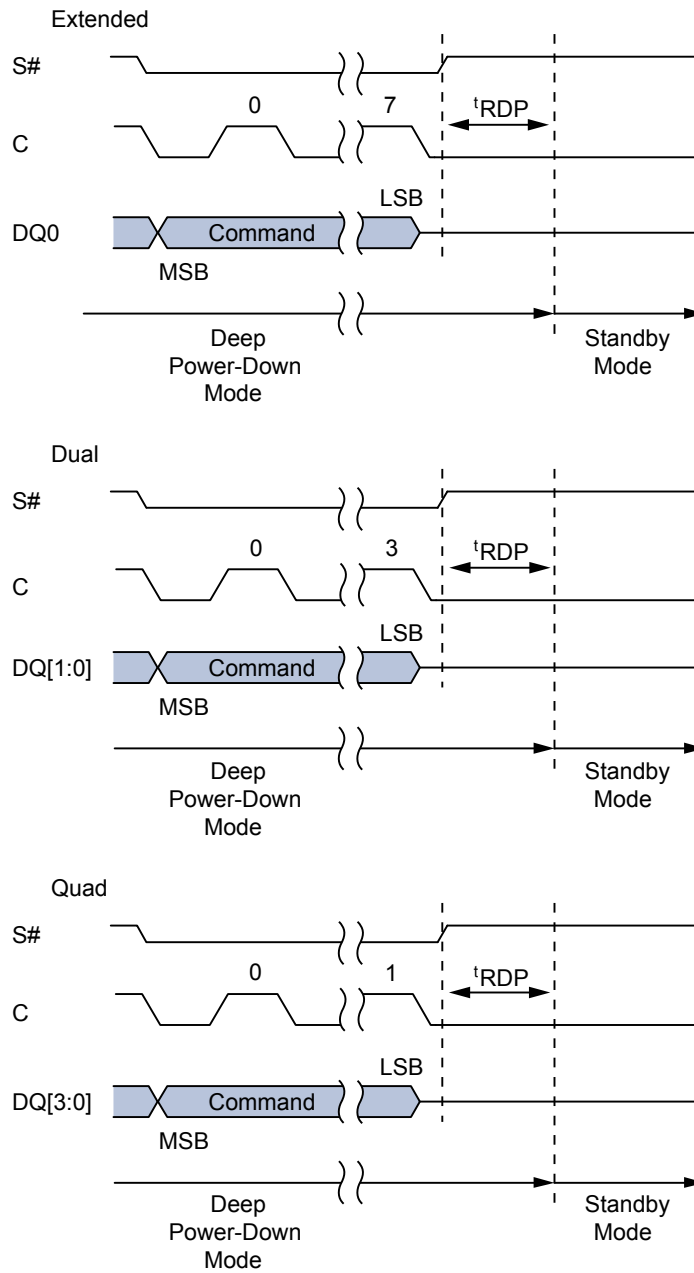 Extended
S#
0 7 tRDP
C
LSB
DQ0 Command
MSB
Deep
Power-Down
Mode
Standby
Mode
Dual
S#
0 3 tRDP
C
LSB
DQ[1:0] Command
MSB
Deep
Power-Down
Mode
Standby
Mode
Quad
S#
0 1 tRDP
C
LSB
DQ[3:0] Command
MSB
Deep
Power-Down
Mode
Standby
Mode